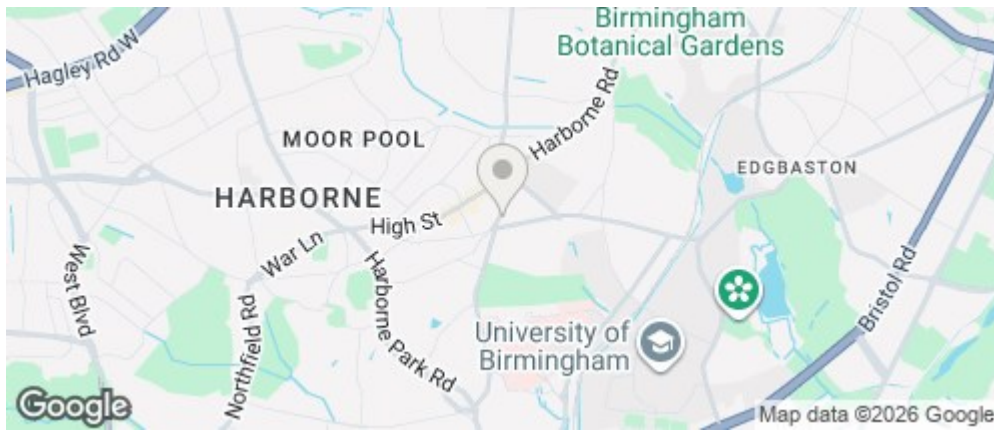 Birmingham
Botanical Gardens
Hagley Rd W
Harborne Rd
MOOR POOL
EDGBASTON
HARBORNE
High St
War Ln
West Blvd
Harborne Park Rd
Northfield Rd
Bristol Rd
University of
Birmingham
Google
Map data ©2026 Google